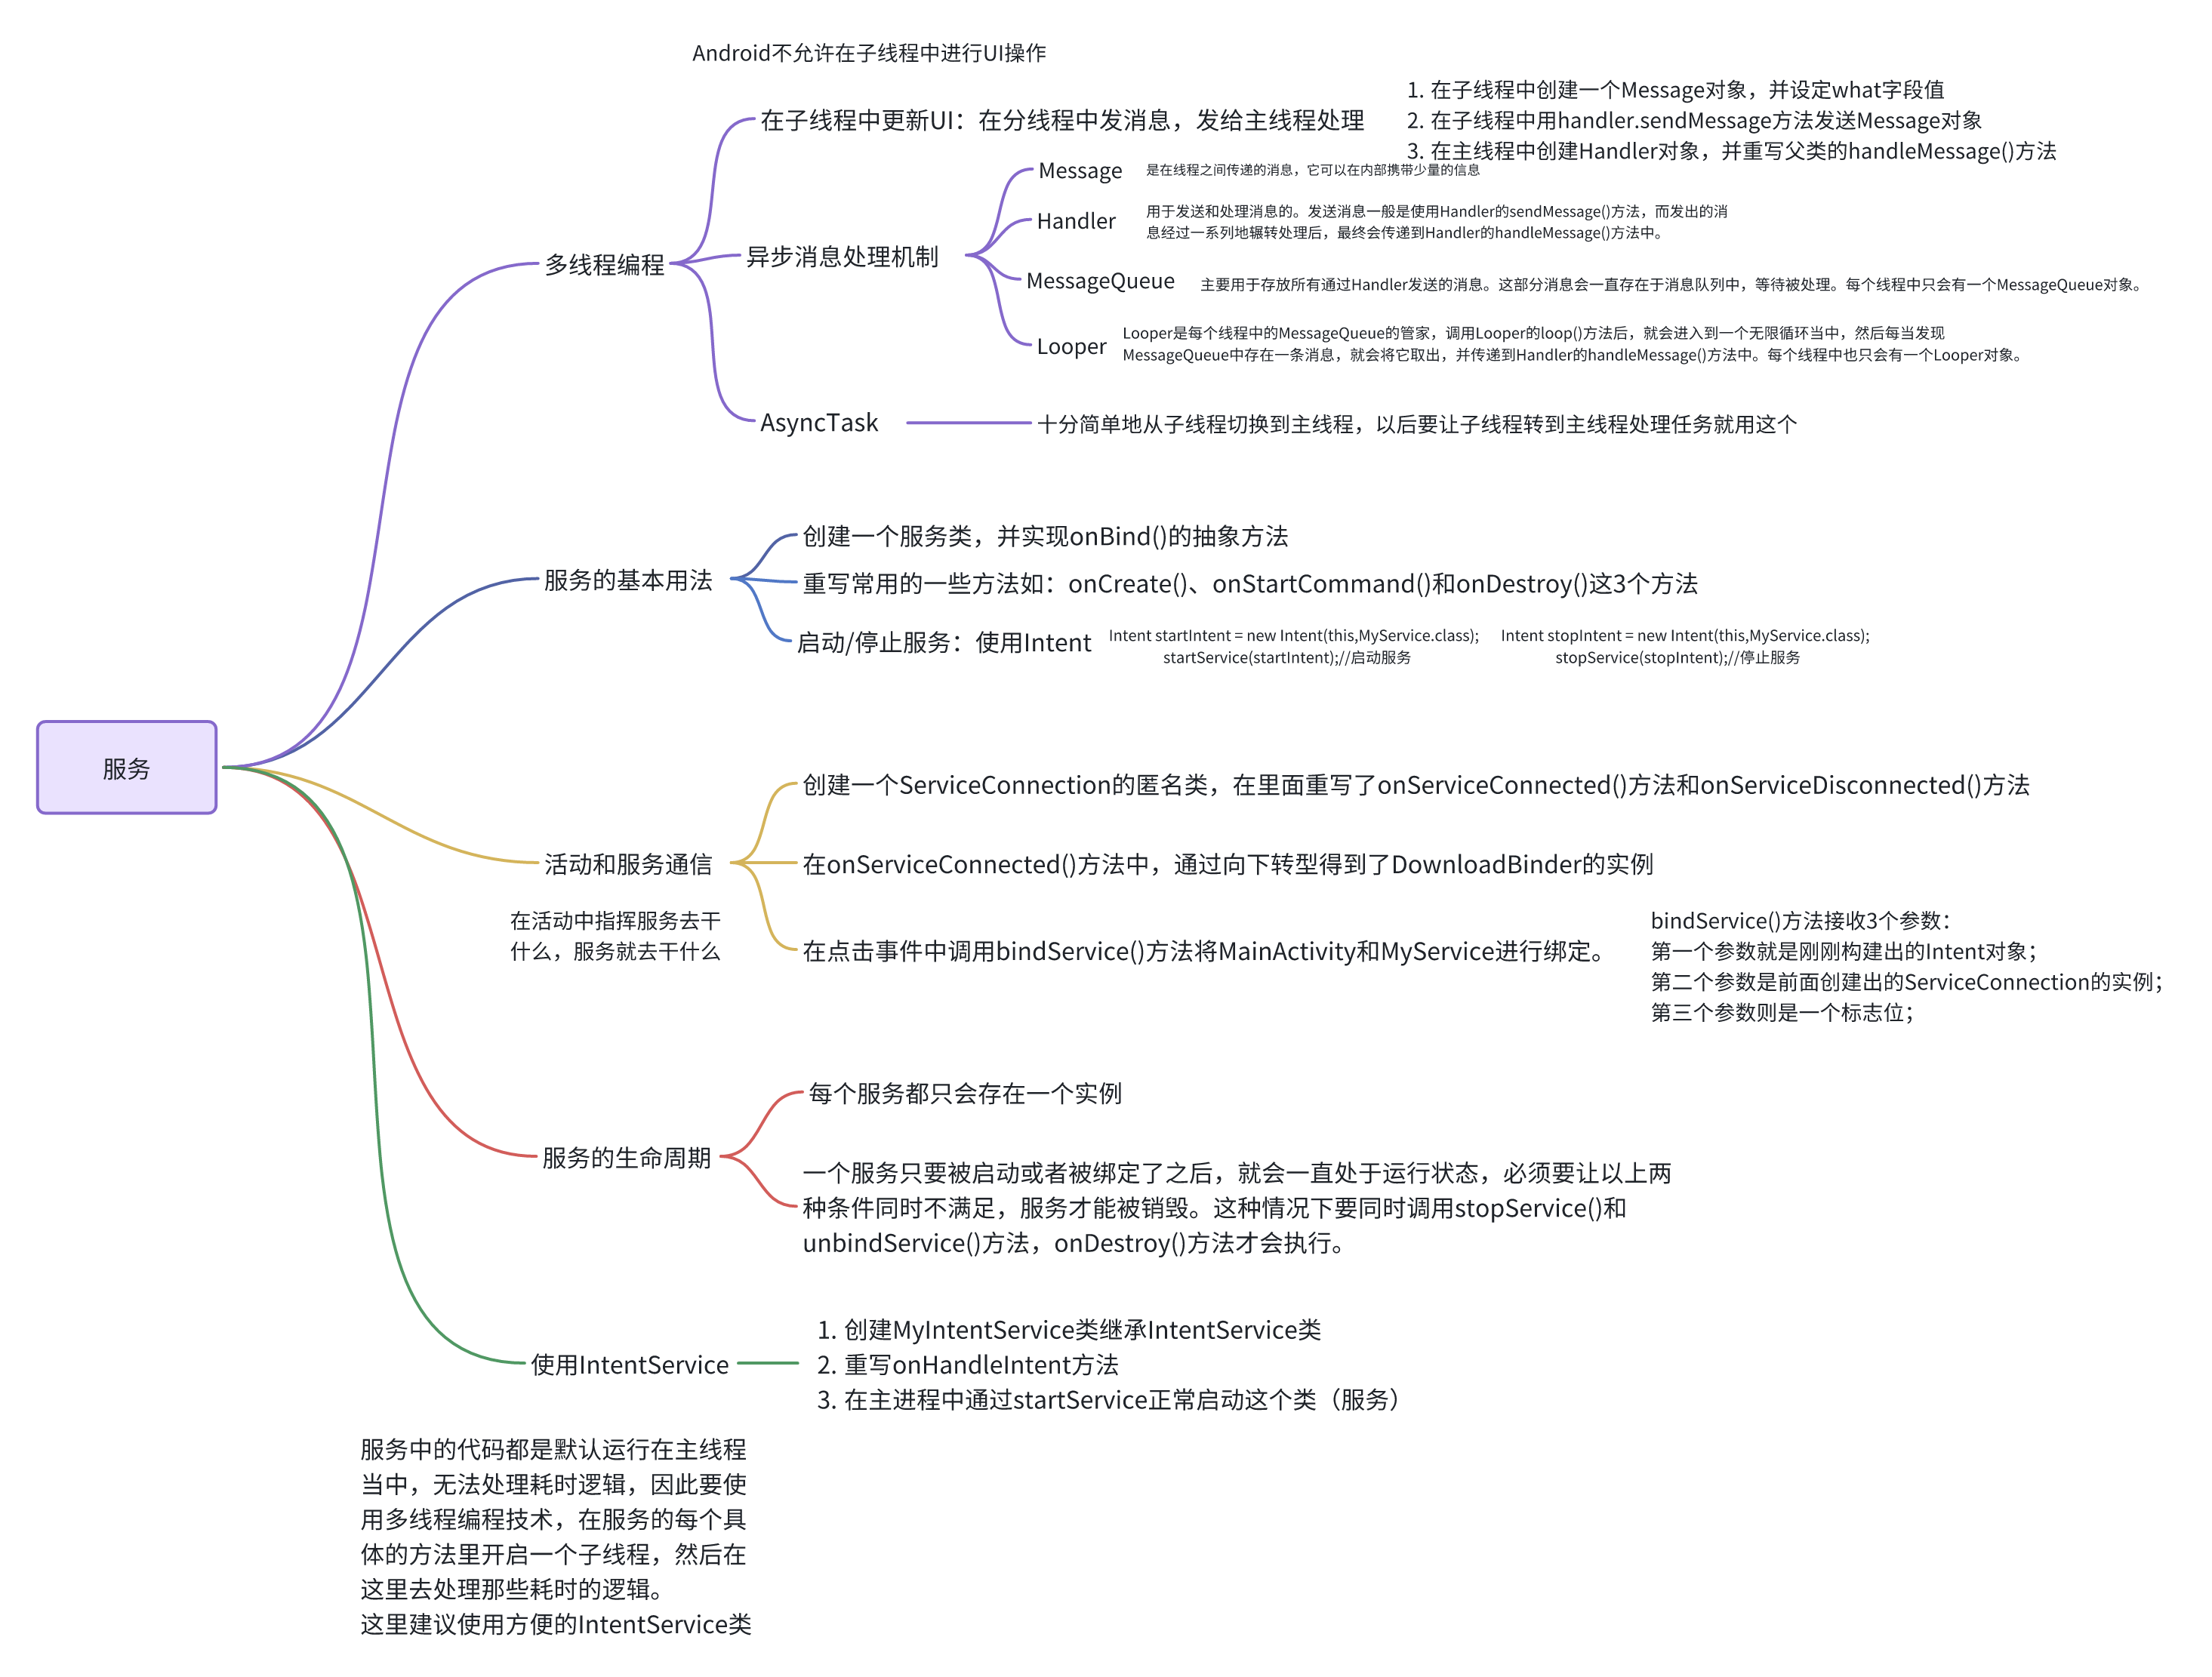 Android不允许在子线程中进行UI操作
在子线程中更新UI：在分线程中发消息，发给主线程处理
1. 在子线程中创建一个Message对象，并设定what字段值
2. 在子线程中用handler.sendMessage方法发送Message对象
3. 在主线程中创建Handler对象，并重写父类的handleMessage()方法
多线程编程
异步消息处理机制
Message
是在线程之间传递的消息，它可以在内部携带少量的信息
Handler
用于发送和处理消息的。发送消息一般是使用Handler的sendMessage()方法，而发出的消
息经过一系列地辗转处理后，最终会传递到Handler的handleMessage()方法中。
MessageQueue
主要用于存放所有通过Handler发送的消息。这部分消息会一直存在于消息队列中，等待被处理。每个线程中只会有一个MessageQueue对象。
Looper
Looper是每个线程中的MessageQueue的管家，调用Looper的loop()方法后，就会进入到一个无限循环当中，然后每当发现
MessageQueue中存在一条消息，就会将它取出，并传递到Handler的handleMessage()方法中。每个线程中也只会有一个Looper对象。
AsyncTask
十分简单地从子线程切换到主线程，以后要让子线程转到主线程处理任务就用这个
服务的基本用法
创建一个服务类，并实现onBind()的抽象方法
重写常用的一些方法如：onCreate()、onStartCommand()和onDestroy()这3个方法
启动/停止服务：使用Intent
Intent startIntent = new Intent(this,MyService.class);
startService(startIntent);//启动服务
Intent stopIntent = new Intent(this,MyService.class);
stopService(stopIntent);//停止服务
服务
活动和服务通信
在活动中指挥服务去干
什么，服务就去干什么
创建一个ServiceConnection的匿名类，在里面重写了onServiceConnected()方法和onServiceDisconnected()方法
在onServiceConnected()方法中，通过向下转型得到了DownloadBinder的实例
在点击事件中调用bindService()方法将MainActivity和MyService进行绑定。
bindService()方法接收3个参数：
第一个参数就是刚刚构建出的Intent对象；
第二个参数是前面创建出的ServiceConnection的实例；
第三个参数则是一个标志位；
服务的生命周期
每个服务都只会存在一个实例
一个服务只要被启动或者被绑定了之后，就会一直处于运行状态，必须要让以上两
种条件同时不满足，服务才能被销毁。这种情况下要同时调用stopService()和
unbindService()方法，onDestroy()方法才会执行。
使用IntentService
1. 创建MyIntentService类继承IntentService类
2. 重写onHandleIntent方法
3. 在主进程中通过startService正常启动这个类（服务）
服务中的代码都是默认运行在主线程
当中，无法处理耗时逻辑，因此要使
用多线程编程技术，在服务的每个具
体的方法里开启一个子线程，然后在
这里去处理那些耗时的逻辑。
这里建议使用方便的IntentService类